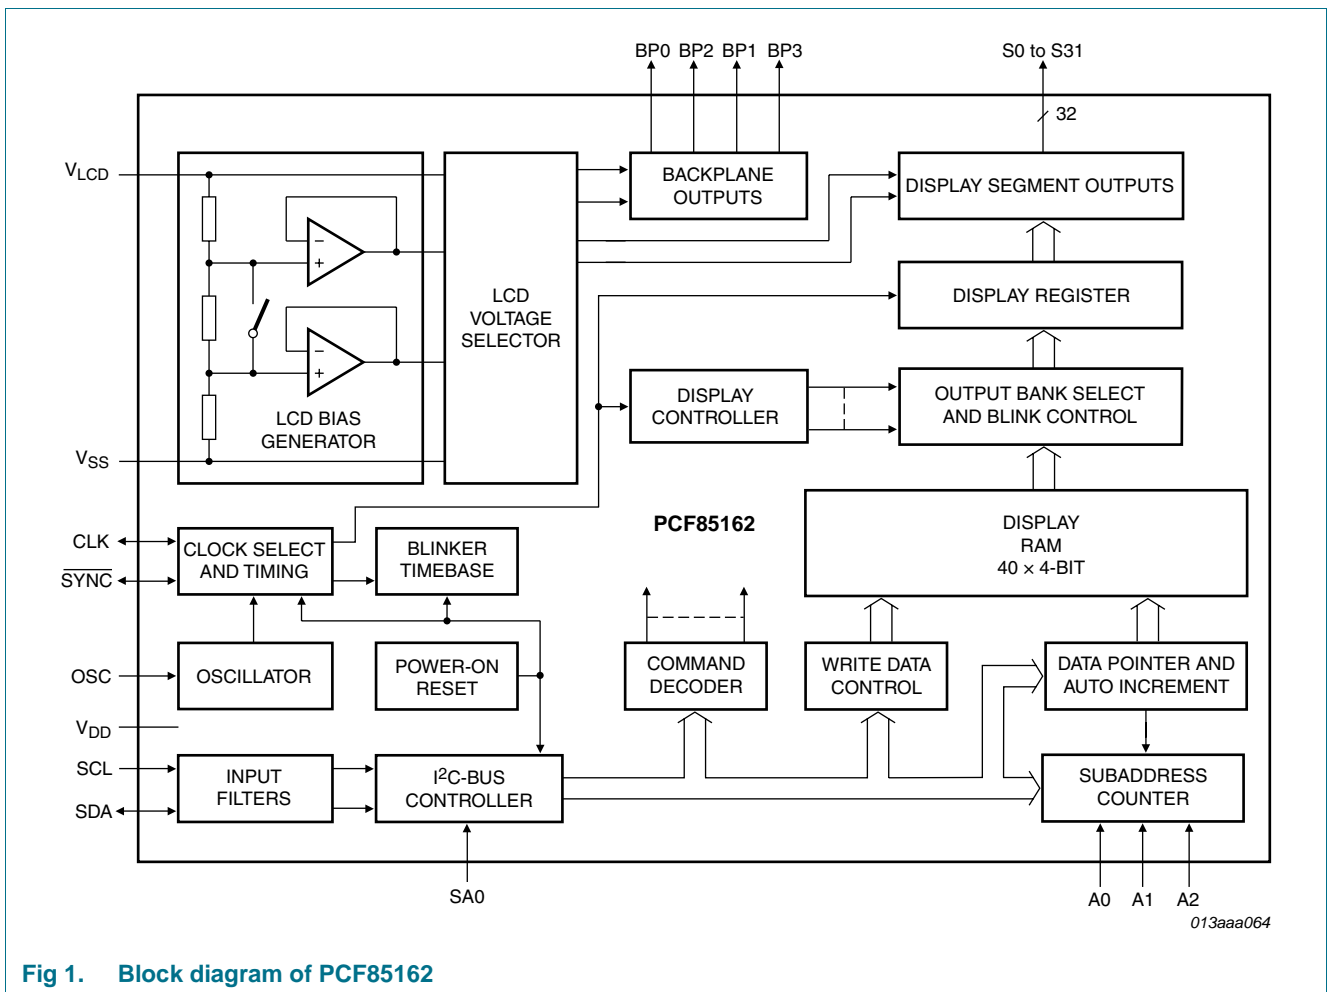 BP0 BP2 BP1 BP3
S0 to S31
32
VLCD
BACKPLANE
OUTPUTS
DISPLAY SEGMENT OUTPUTS
−
+
LCD
VOLTAGE
SELECTOR
DISPLAY REGISTER
−
+
LCD BIAS
GENERATOR
DISPLAY
CONTROLLER
OUTPUT BANK SELECT
AND BLINK CONTROL
VSS
CLK
SYNC
CLOCK SELECT
AND TIMING
BLINKER
TIMEBASE
PCF85162
DISPLAY
RAM
40 × 4-BIT
OSC
OSCILLATOR
POWER-ON
RESET
COMMAND
DECODER
WRITE DATA
CONTROL
DATA POINTER AND
AUTO INCREMENT
VDD
SCL
SDA
INPUT
FILTERS
I2C-BUS
CONTROLLER
SUBADDRESS
COUNTER
SA0
A0 A1 A2
013aaa064
Fig 1. Block diagram of PCF85162